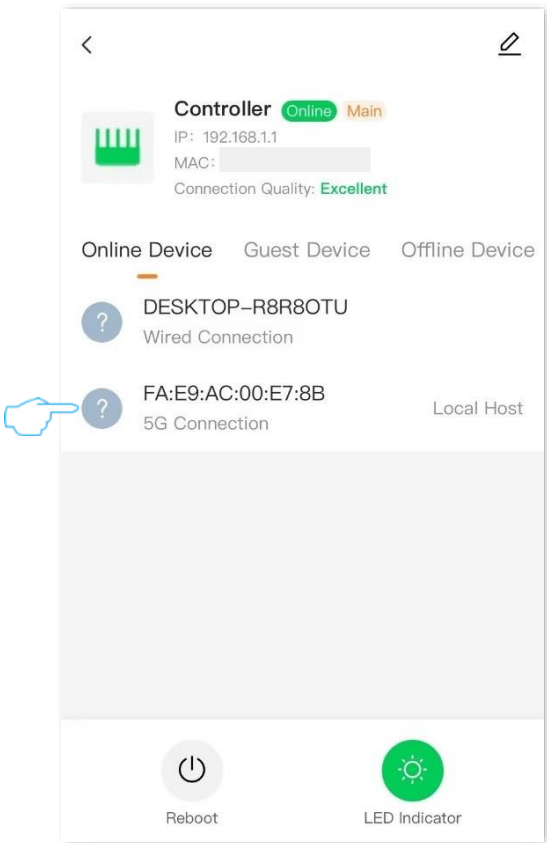 Controller Online Main
IP: 192.168.1.1
MAC:
Connection Quality: Excellent
Online Device Guest Device Offline Device
? DESKTOP-R8R8OTU
Wired Connection
? FA:E9:AC:00:E7:8B
5G Connection Local Host
Reboot LED Indicator